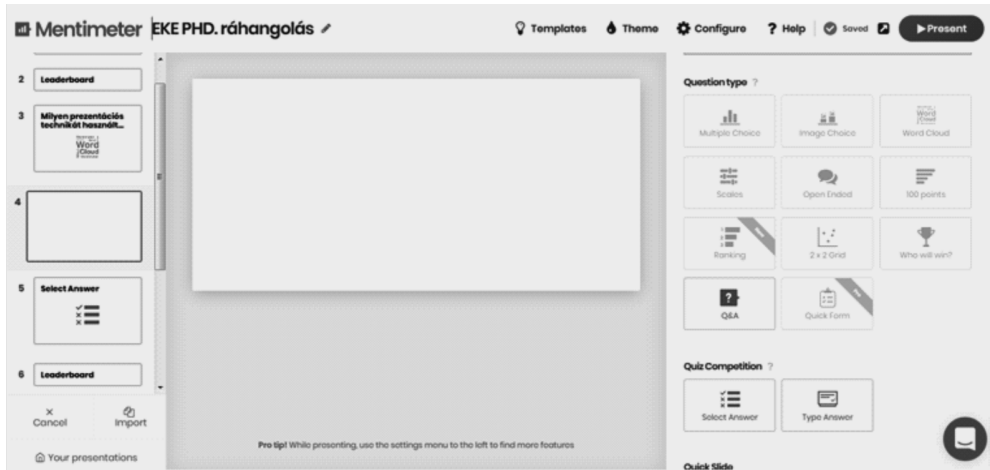 Mentimeter EKE PHD. ráhangolás
Templates Theme Configure ? Help Saved Present
2 Leaderboard
3 Milyen prezentációs
technikát használt...
Word
Cloud
4
5 Select Answer
6 Leaderboard
Cancel Import
Your presentations
Pro tip! While presenting, use the settings menu to the left to find more features
Question type ?
Multiple Choice Image Choice Word Cloud
Scales Open Ended 100 points
Ranking 2 x 2 Grid Who will win?
Q&A Quick Form
Quiz Competition ?
Select Answer Type Answer
Quick Slide